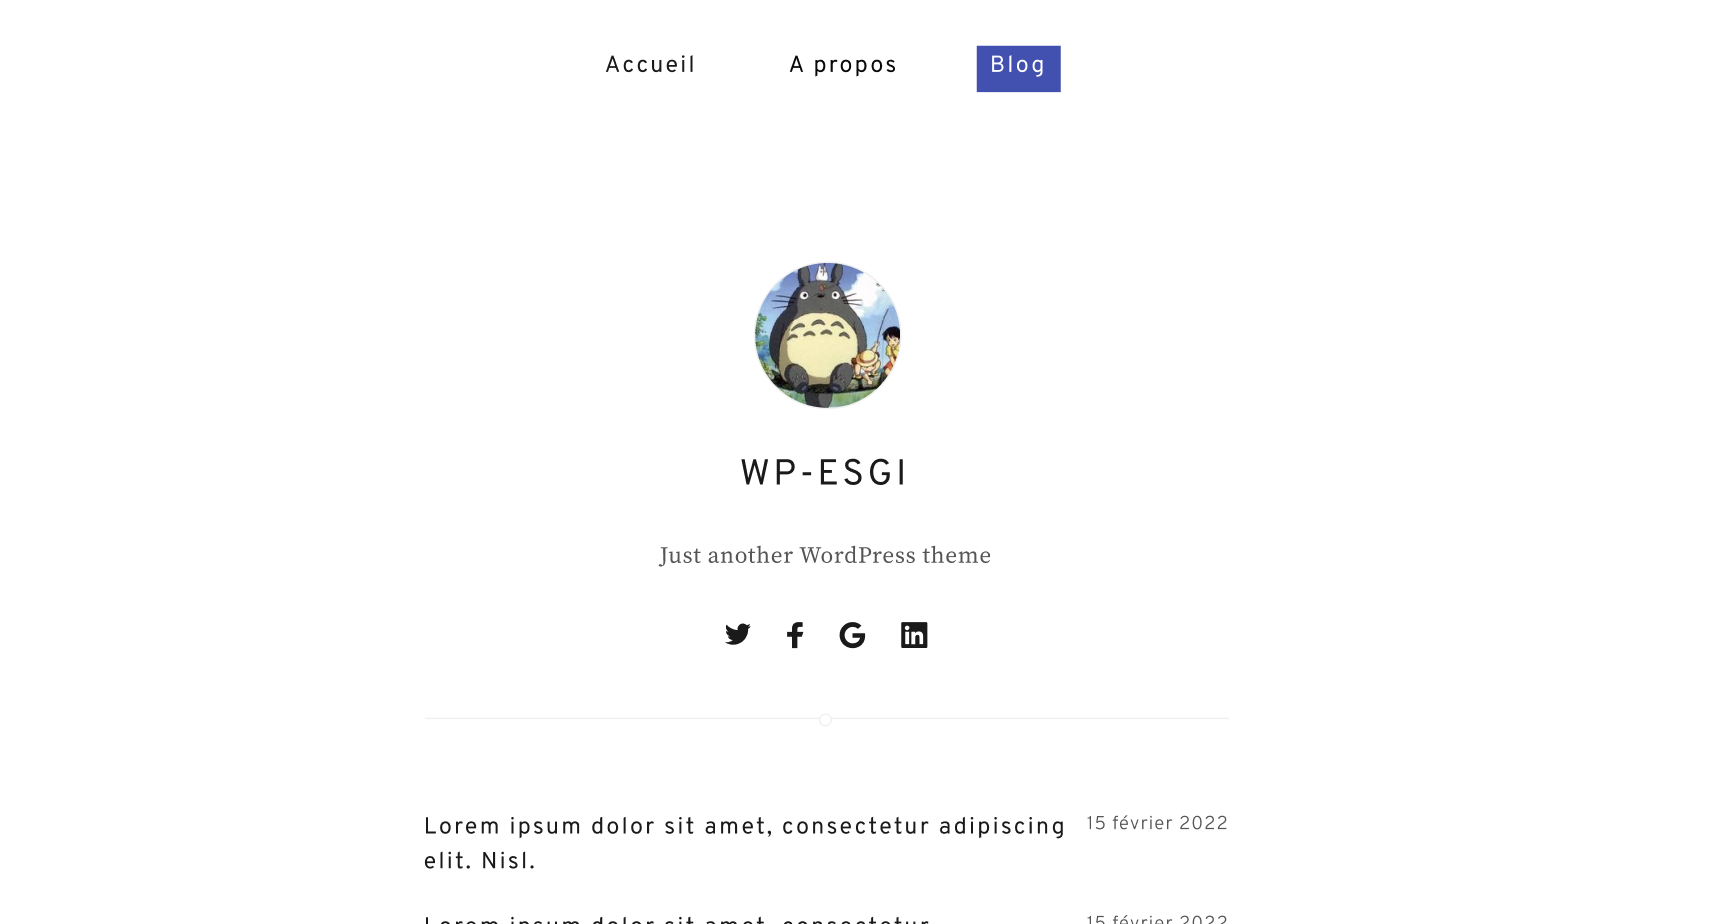 Accueil
A propos
Blog
WP-ESGI
Just another WordPress theme
Lorem ipsum dolor sit amet, consectetur adipiscing
15 février 2022
elit. Nisl.
Lorem ipsum dolor sit amet, consectetur
15 février 2022